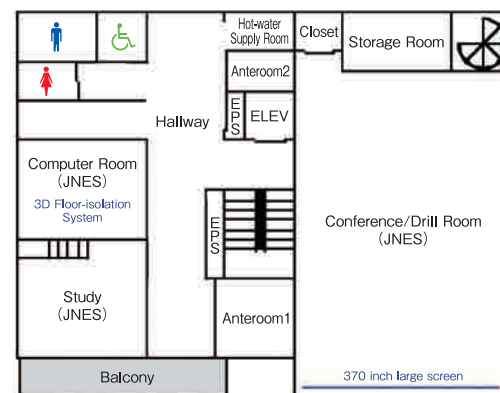 Hot-water
Supply Room
Closet
Storage Room
Anteroom2
EPS
ELEV
Hallway
Computer Room
(JNES)
3D Floor-isolation
System
EPS
Conference/Drill Room
(JNES)
Study
(JNES)
Anteroom1
Balcony
370 inch large screen